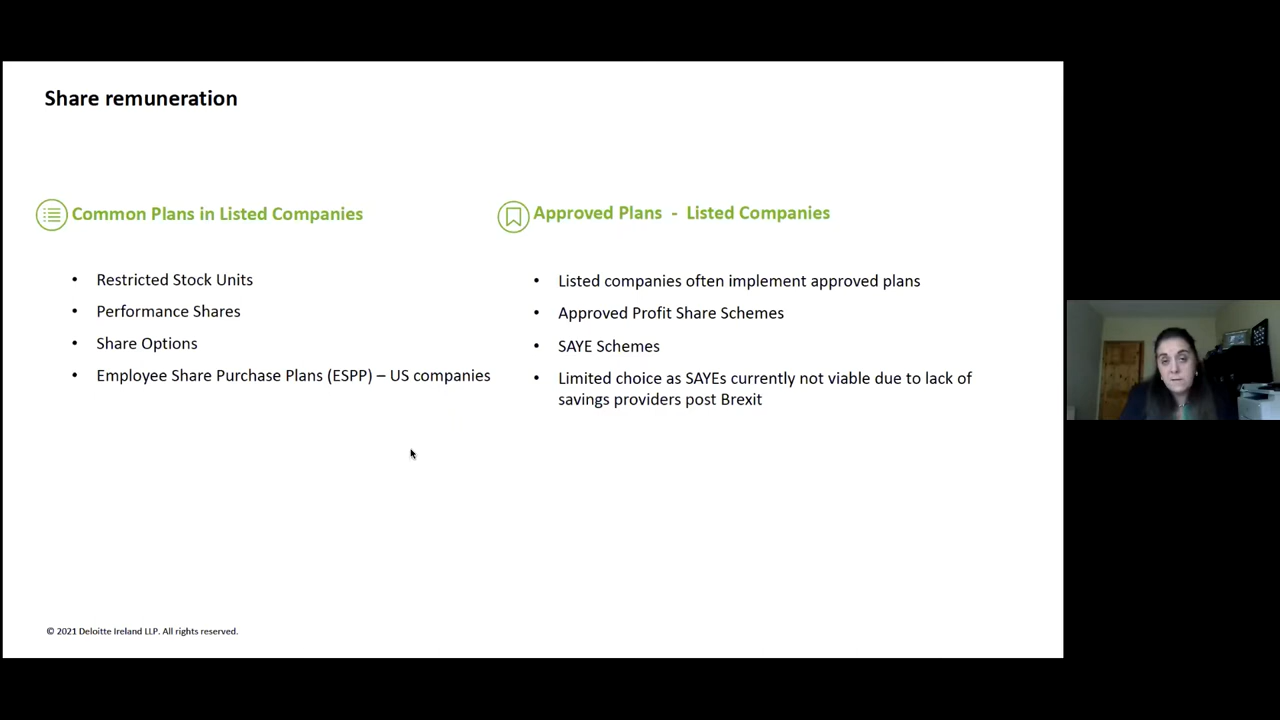 Share remuneration
Common Plans in Listed Companies
• Restricted Stock Units
• Performance Shares
• Share Options
• Employee Share Purchase Plans (ESPP) – US companies
Approved Plans - Listed Companies
• Listed companies often implement approved plans
• Approved Profit Share Schemes
• SAYE Schemes
• Limited choice as SAYEs currently not viable due to lack of
savings providers post Brexit
© 2021 Deloitte Ireland LLP. All rights reserved.